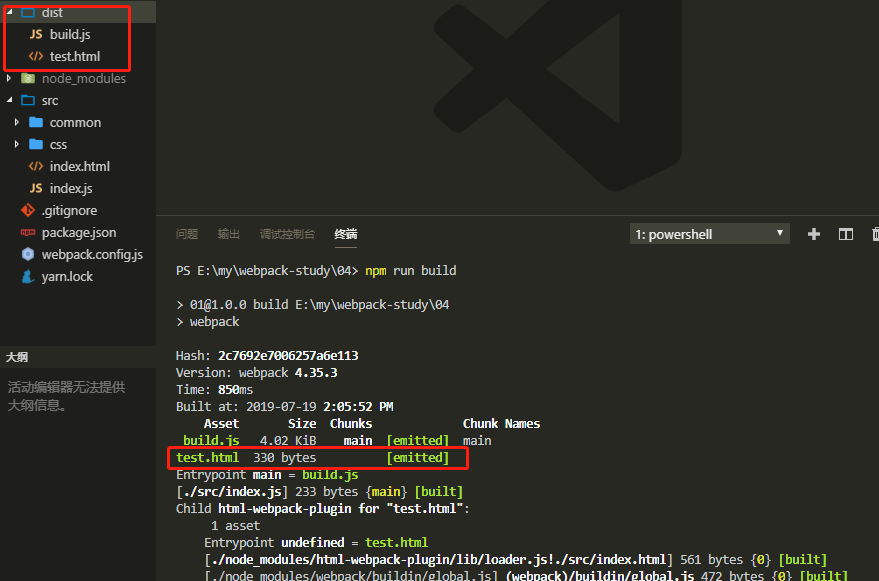 dist
JS build.js
</> test.html
node_modules
src
common
css
</> index.html
JS index.js
.gitignore
package.json
webpack.config.js
yarn.lock
大纲
活动编辑器无法提供
大纲信息。
问题 输出 调试控制台 终端 1: powershell
PS E:\my\webpack-study\04> npm run build
> 01@1.0.0 build E:\my\webpack-study\04
> webpack
Hash: 2c7692e7006257a6e113
Version: webpack 4.35.3
Time: 850ms
Built at: 2019-07-19 2:05:52 PM
Asset Size Chunks Chunk Names
build.js 4.02 KiB main [emitted] main
test.html 330 bytes [emitted]
Entrypoint main = build.js
[./src/index.js] 233 bytes {main} [built]
Child html-webpack-plugin for "test.html":
1 asset
Entrypoint undefined = test.html
[./node_modules/html-webpack-plugin/lib/loader.js!./src/index.html] 561 bytes {0} [built]
[./node_modules/webpack/buildin/global.js] (webpack)/buildin/global.js 472 bytes {0} [built]